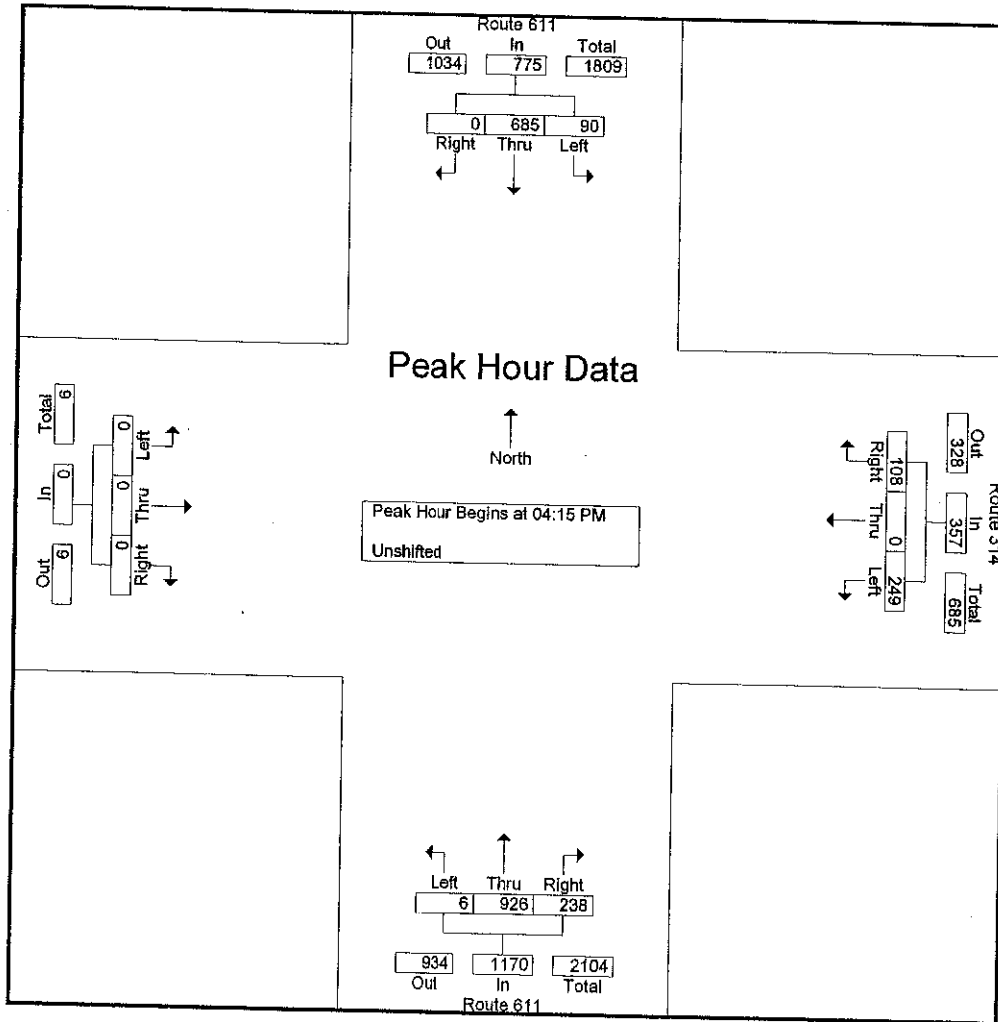 Route 611
Out In Total
1034 775 1809
0 685 90
Right Thru Left
Peak Hour Data
North
Peak Hour Begins at 04:15 PM
Unshifted
Total In Out
6 0 6
0 0 0
Left Thru Right
Route 314
Out In Total
328 357 685
108 0 249
Right Thru Left
Left Thru Right
6 926 238
934 1170 2104
Out In Total
Route 611